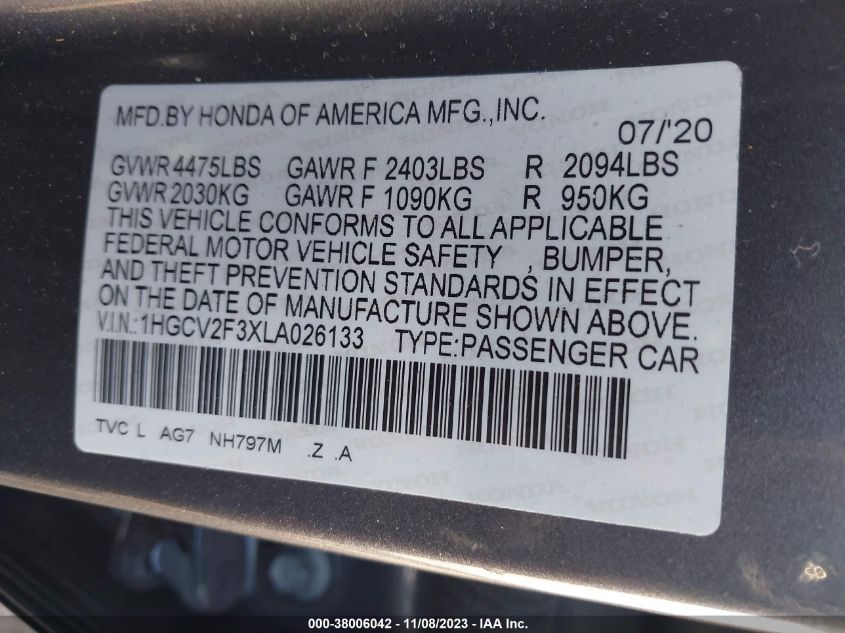 MFD.BY HONDA OF AMERICA MFG.,INC.
07/'20
GVWR 4475LBS GAWR F 2403LBS R 2094LBS
GVWR 2030KG GAWR F 1090KG R 950KG
THIS VEHICLE CONFORMS TO ALL APPLICABLE
FEDERAL MOTOR VEHICLE SAFETY , BUMPER,
AND THEFT PREVENTION STANDARDS IN EFFECT
ON THE DATE OF MANUFACTURE SHOWN ABOVE.
V.I.N.:1HGCV2F3XLA026133 TYPE:PASSENGER CAR
TVC L AG7 NH797M .Z .A
000-38006042 - 11/08/2023 - IAA Inc.